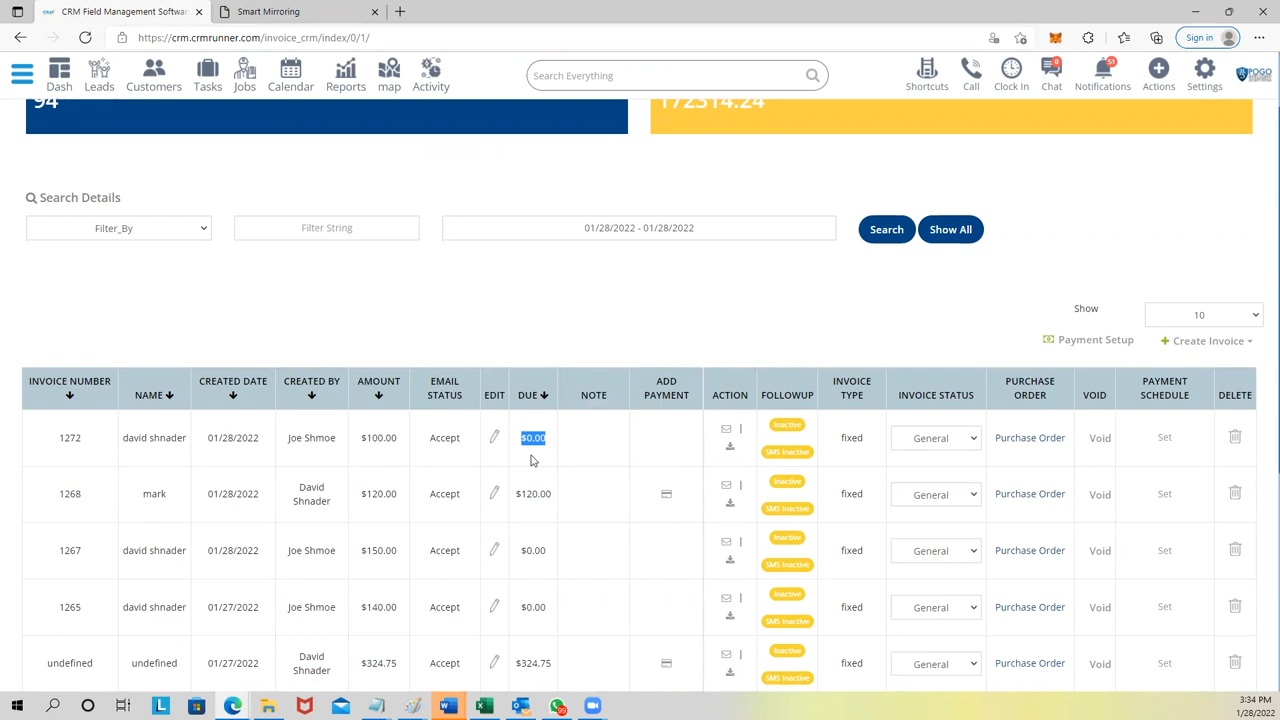 CRM Field Management Softwar
Smart Mirroring
https://crm.crmrunner.com/invoice_crm/index/0/1/
Sign in
Dash
Leads
Customers
Tasks
Jobs
Calendar
Reports
map
Activity
Search Everything
Shortcuts
Call
Clock In
0
Chat
51
Notifications
Actions
Settings
POGO
94
172314.24
Search Details
Filter_By
Filter String
01/28/2022 - 01/28/2022
Search
Show All
Show
10
Payment Setup
Create Invoice
INVOICE NUMBER NAME CREATED DATE CREATED BY AMOUNT EMAIL STATUS EDIT DUE NOTE ADD PAYMENT ACTION FOLLOWUP INVOICE TYPE INVOICE STATUS PURCHASE ORDER VOID PAYMENT SCHEDULE DELETE
1272 david shnader 01/28/2022 Joe Shmoe $100.00 Accept $0.00 | Inactive SMS Inactive fixed General Purchase Order Void Set
1268 mark 01/28/2022 David Shnader $120.00 Accept $120.00 | Inactive SMS Inactive fixed General Purchase Order Void Set
1267 david shnader 01/28/2022 Joe Shmoe $150.00 Accept $0.00 | Inactive SMS Inactive fixed General Purchase Order Void Set
1265 david shnader 01/27/2022 Joe Shmoe $140.00 Accept $0.00 | Inactive SMS Inactive fixed General Purchase Order Void Set
undefined undefined 01/27/2022 David Shnader $324.75 Accept $324.75 | Inactive SMS Inactive fixed General Purchase Order Void Set
99
3:34 PM
1/28/2022